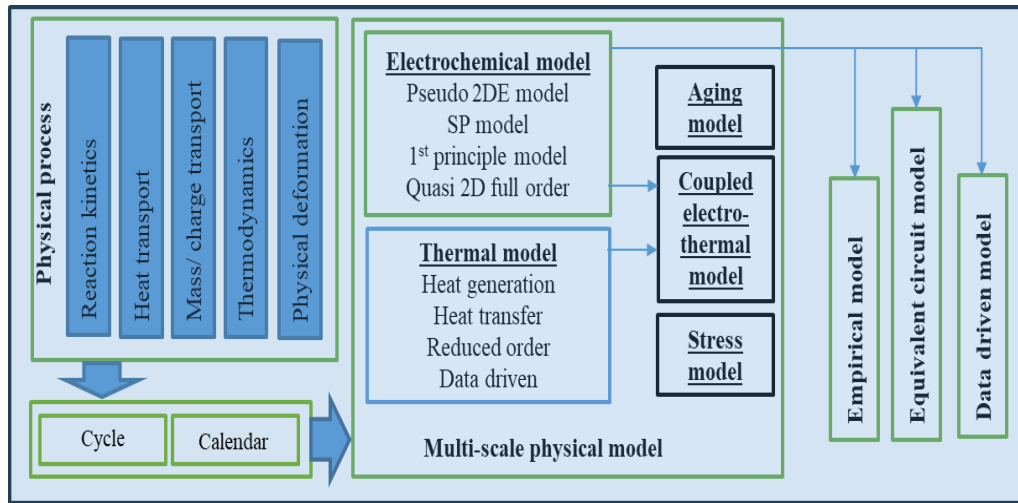 Physical process
Reaction kinetics
Heat transport
Mass/ charge transport
Thermodynamics
Physical deformation
Cycle
Calendar
Electrochemical model
Pseudo 2DE model
SP model
1st principle model
Quasi 2D full order
Thermal model
Heat generation
Heat transfer
Reduced order
Data driven
Aging
model
Coupled
electro-
thermal
model
Stress
model
Multi-scale physical model
Empirical model
Equivalent circuit model
Data driven model